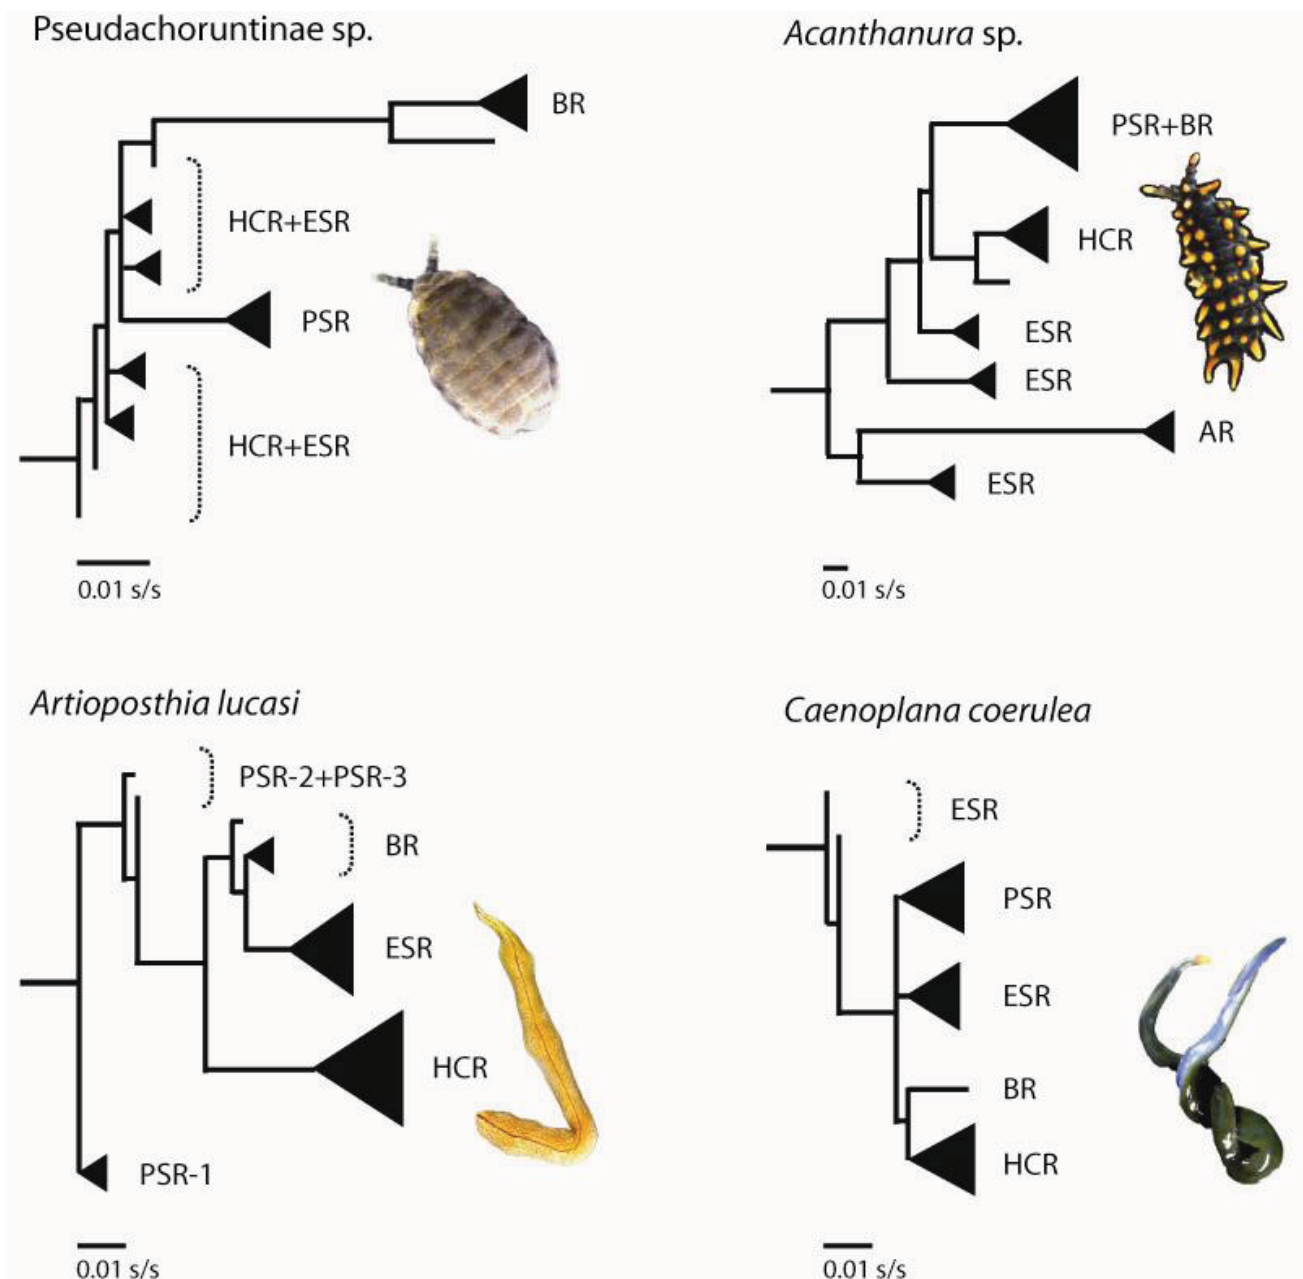 Pseudachoruntinae sp.
BR
HCR+ESR
PSR
HCR+ESR
0.01 s/s
Acanthanura sp.
PSR+BR
HCR
ESR
ESR
AR
ESR
0.01 s/s
Artioposthia lucasi
PSR-2+PSR-3
BR
ESR
HCR
PSR-1
0.01 s/s
Caenoplana coerulea
ESR
PSR
ESR
BR
HCR
0.01 s/s